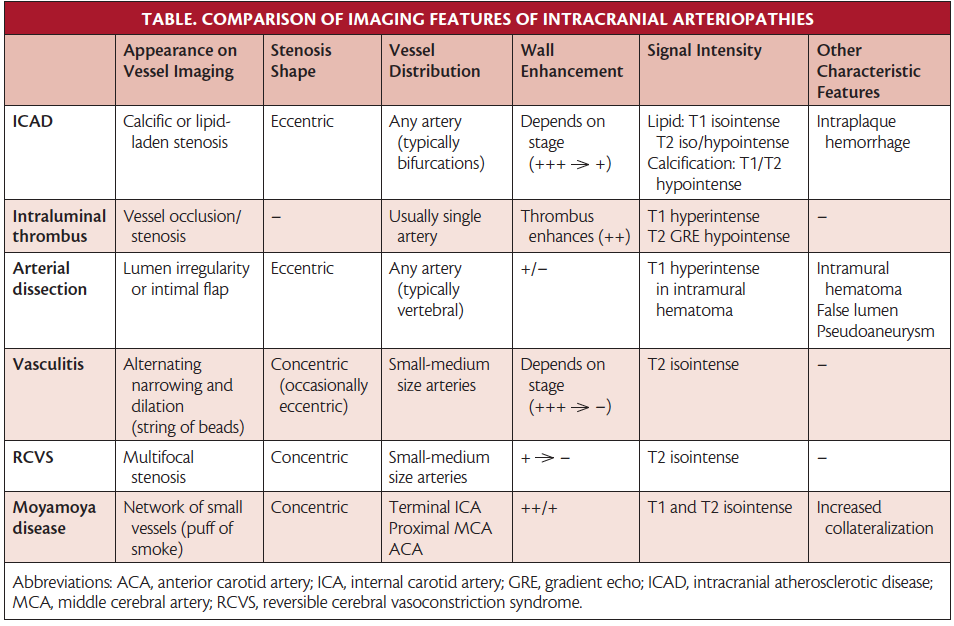 TABLE. COMPARISON OF IMAGING FEATURES OF INTRACRANIAL ARTERIOPATHIES
Appearance on
Vessel Imaging
Stenosis
Shape
Vessel
Distribution
Wall
Enhancement
Signal Intensity
Other
Characteristic
Features
ICAD
Calcific or lipid-
laden stenosis
Eccentric
Any artery
(typically
bifurcations)
Depends on
stage
(+++ → +)
Lipid: T1 isointense
T2 iso/hypointense
Calcification: T1/T2
hypointense
Intraplaque
hemorrhage
Intraluminal
thrombus
Vessel occlusion/
stenosis
–
Usually single
artery
Thrombus
enhances (++)
T1 hyperintense
T2 GRE hypointense
–
Arterial
dissection
Lumen irregularity
or intimal flap
Eccentric
Any artery
(typically
vertebral)
+/–
T1 hyperintense
in intramural
hematoma
Intramural
hematoma
False lumen
Pseudoaneurysm
Vasculitis
Alternating
narrowing and
dilation
(string of beads)
Concentric
(occasionally
eccentric)
Small-medium
size arteries
Depends on
stage
(+++ → –)
T2 isointense
–
RCVS
Multifocal
stenosis
Concentric
Small-medium
size arteries
+ → –
T2 isointense
–
Moyamoya
disease
Network of small
vessels (puff of
smoke)
Concentric
Terminal ICA
Proximal MCA
ACA
++/+
T1 and T2 isointense
Increased
collateralization
Abbreviations: ACA, anterior carotid artery; ICA, internal carotid artery; GRE, gradient echo; ICAD, intracranial atherosclerotic disease;
MCA, middle cerebral artery; RCVS, reversible cerebral vasoconstriction syndrome.